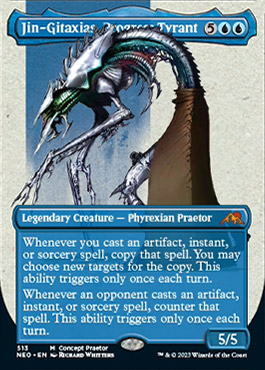 Jin-Gitaxias, Progress Tyrant 5
Legendary Creature — Phyrexian Praetor
Whenever you cast an artifact, instant,
or sorcery spell, copy that spell. You may
choose new targets for the copy. This
ability triggers only once each turn.
Whenever an opponent casts an artifact,
instant, or sorcery spell, counter that
spell. This ability triggers only once each
turn.
5/5
513 M Concept Praetor
NEO • EN Richard Whitters ™ & © 2023 Wizards of the Coast